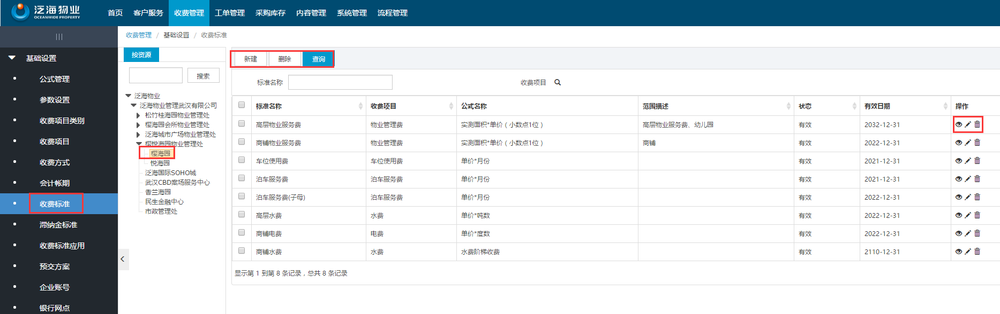 泛海物业
OCEANWIDE PROPERTY
首页 客户服务 收费管理 工单管理 采购库存 内容管理 系统管理 流程管理
收费管理 / 基础设置 / 收费标准
基础设置
公式管理
参数设置
收费项目类别
收费项目
收费方式
会计帐期
收费标准
滞纳金标准
收费标准应用
预交方案
企业账号
银行网点
按资源
搜索
泛海物业
泛海物业管理武汉有限公司
松竹桂海园物业管理处
樱海园会所物业管理处
泛海城市广场物业管理处
樱悦海园物业管理处
樱海园
悦海园
泛海国际SOHO城
武汉CBD案场服务中心
香兰海园
民生金融中心
市政管理处
新建 删除 查询
标准名称 收费项目
标准名称 收费项目 公式名称 范围描述 状态 有效日期 操作
高层物业服务费 物业管理费 实测面积*单价（小数点1位） 高层物业服务费、幼儿园 有效 2032-12-31
商铺物业服务费 物业管理费 实测面积*单价（小数点1位） 商铺 有效 2022-12-31
车位使用费 车位使用费 单价*月份 有效 2021-12-31
泊车服务费 泊车服务费 单价*月份 有效 2021-12-31
泊车服务费(子母) 泊车服务费 单价*月份 有效 2022-12-31
高层水费 水费 单价*吨数 有效 2022-12-31
商铺电费 电费 单价*度数 有效 2022-12-31
商铺水费 水费 水费阶梯收费 有效 2110-12-31
显示第 1 到第 8 条记录，总共 8 条记录